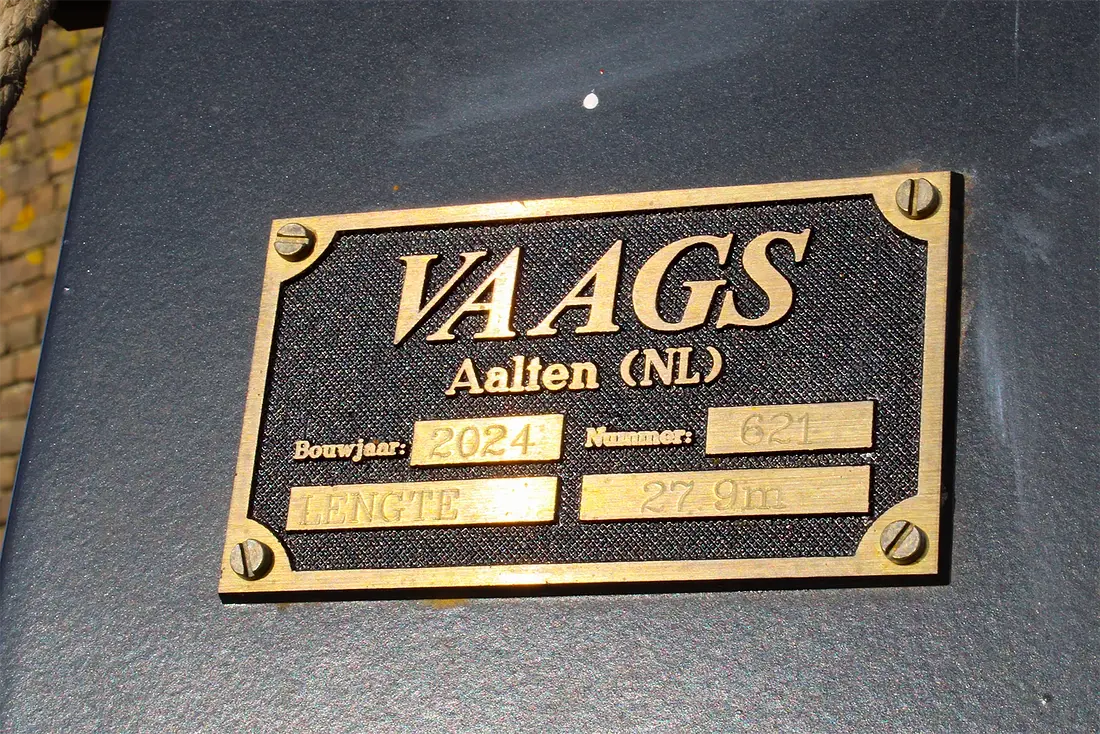 VAAGS
Aalten (NL)
Bouwjaar: 2024 Nummer: 621
LENGTE 27 9m